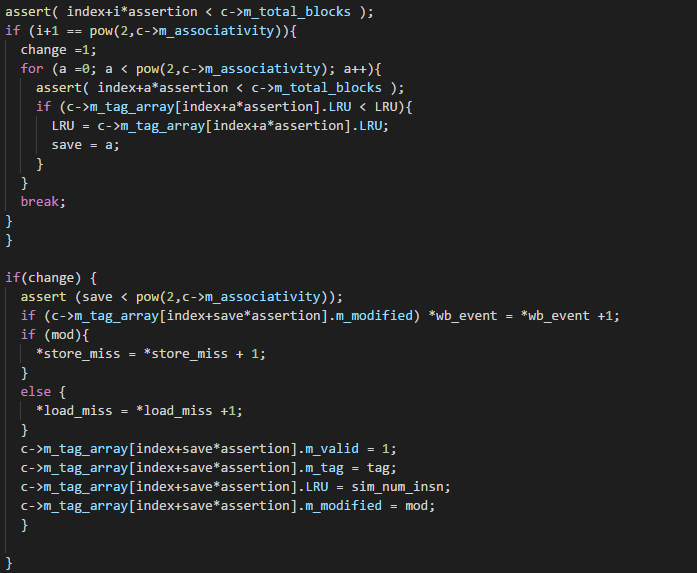 assert( index+i*assertion < c->m_total_blocks );
if (i+1 == pow(2,c->m_associativity)){
change =1;
for (a =0; a < pow(2,c->m_associativity); a++){
assert( index+a*assertion < c->m_total_blocks );
if (c->m_tag_array[index+a*assertion].LRU < LRU){
LRU = c->m_tag_array[index+a*assertion].LRU;
save = a;
}
}
break;
}
}
if(change) {
assert (save < pow(2,c->m_associativity));
if (c->m_tag_array[index+save*assertion].m_modified) *wb_event = *wb_event +1;
if (mod){
*store_miss = *store_miss + 1;
}
else {
*load_miss = *load_miss +1;
}
c->m_tag_array[index+save*assertion].m_valid = 1;
c->m_tag_array[index+save*assertion].m_tag = tag;
c->m_tag_array[index+save*assertion].LRU = sim_num_insn;
c->m_tag_array[index+save*assertion].m_modified = mod;
}
}